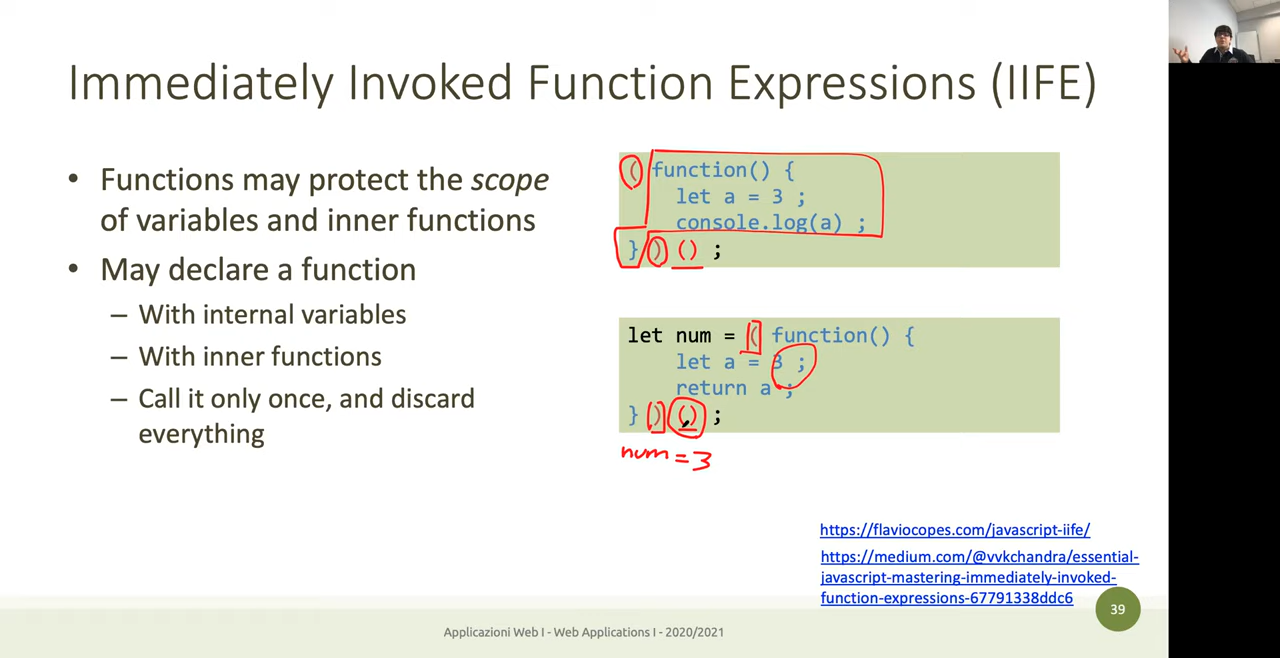 Immediately Invoked Function Expressions (IIFE)
• Functions may protect the scope
of variables and inner functions
• May declare a function
– With internal variables
– With inner functions
– Call it only once, and discard
everything
( function() {
let a = 3 ;
console.log(a) ;
} ) () ;
let num = ( function() {
let a = 3 ;
return a ;
} ) () ;
num = 3
https://flaviocopes.com/javascript-iife/
https://medium.com/@vvkchandra/essential-
javascript-mastering-immediately-invoked-
function-expressions-67791338ddc6
39
Applicazioni Web I - Web Applications I - 2020/2021